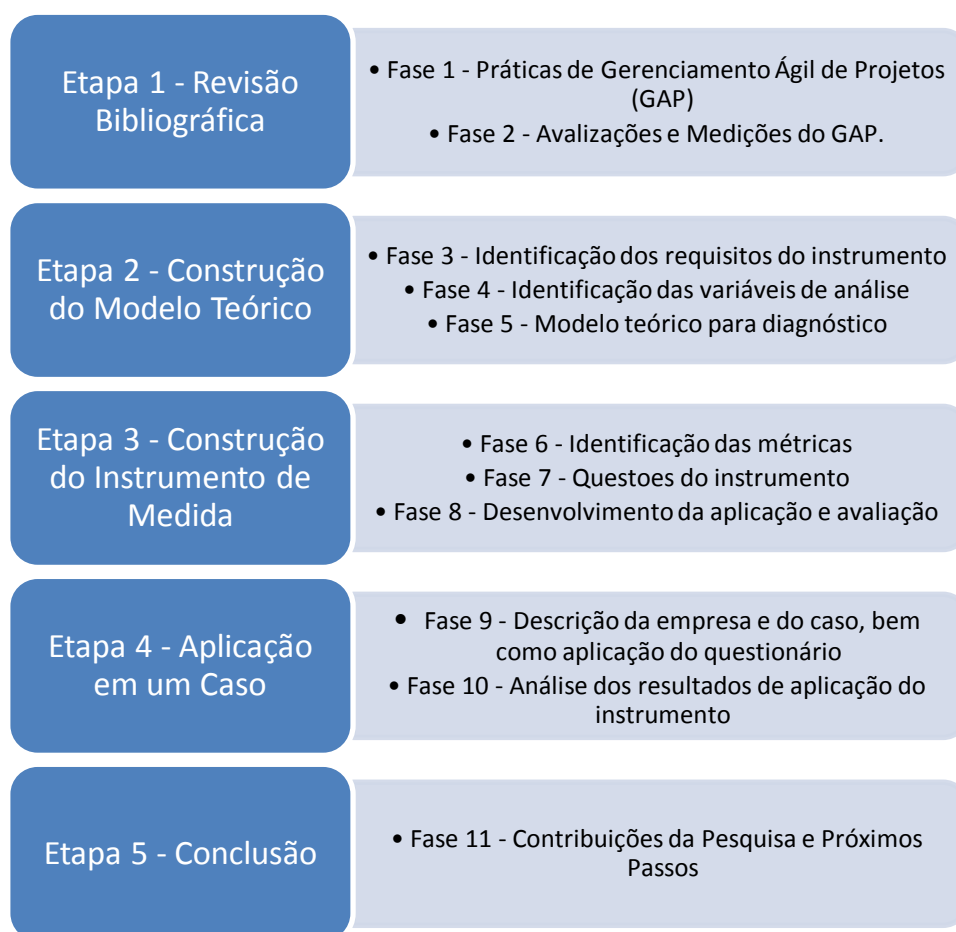 Etapa 1 - Revisão
Bibliográfica
• Fase 1 - Práticas de Gerenciamento Ágil de Projetos
(GAP)
• Fase 2 - Avalizações e Medições do GAP.
Etapa 2 - Construção
do Modelo Teórico
• Fase 3 - Identificação dos requisitos do instrumento
• Fase 4 - Identificação das variáveis de análise
• Fase 5 - Modelo teórico para diagnóstico
Etapa 3 - Construção
do Instrumento de
Medida
• Fase 6 - Identificação das métricas
• Fase 7 - Questoes do instrumento
• Fase 8 - Desenvolvimento da aplicação e avaliação
Etapa 4 - Aplicação
em um Caso
• Fase 9 - Descrição da empresa e do caso, bem
como aplicação do questionário
• Fase 10 - Análise dos resultados de aplicação do
instrumento
Etapa 5 - Conclusão
• Fase 11 - Contribuições da Pesquisa e Próximos
Passos